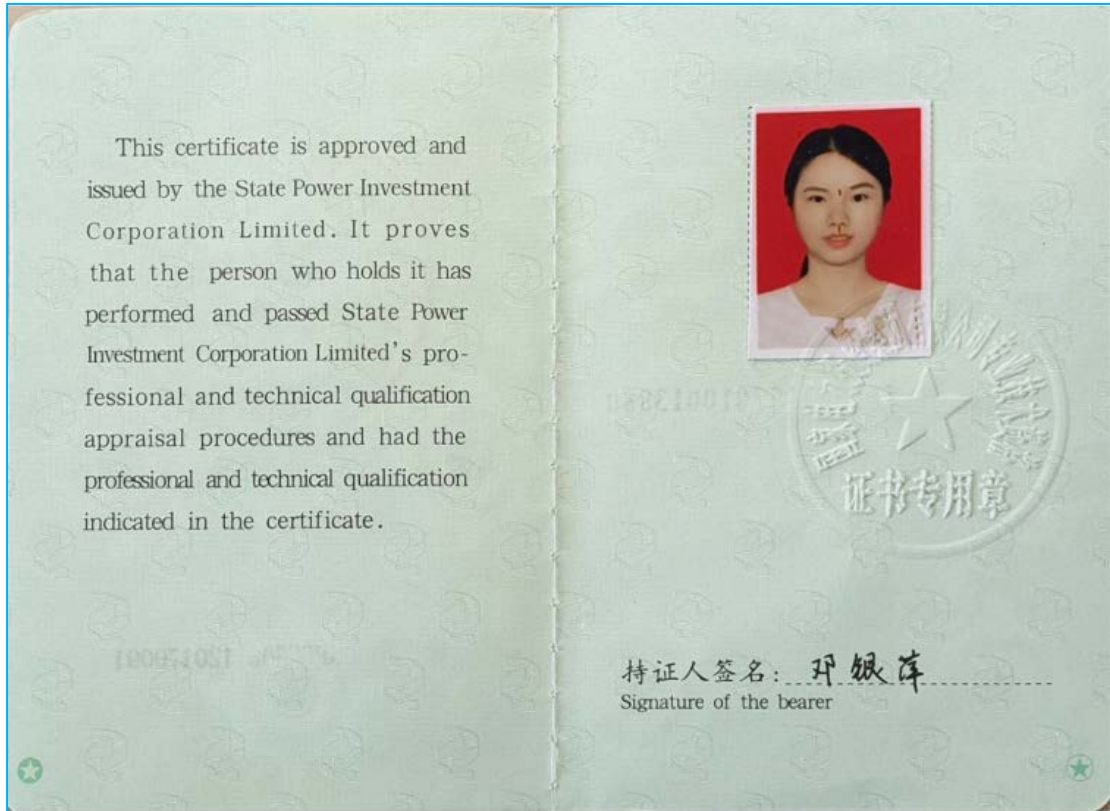 This certificate is approved and
issued by the State Power Investment
Corporation Limited. It proves
that the person who holds it has
performed and passed State Power
Investment Corporation Limited's pro-
fessional and technical qualification
appraisal procedures and had the
professional and technical qualification
indicated in the certificate.
证书专用章
持证人签名: 邓银萍
Signature of the bearer